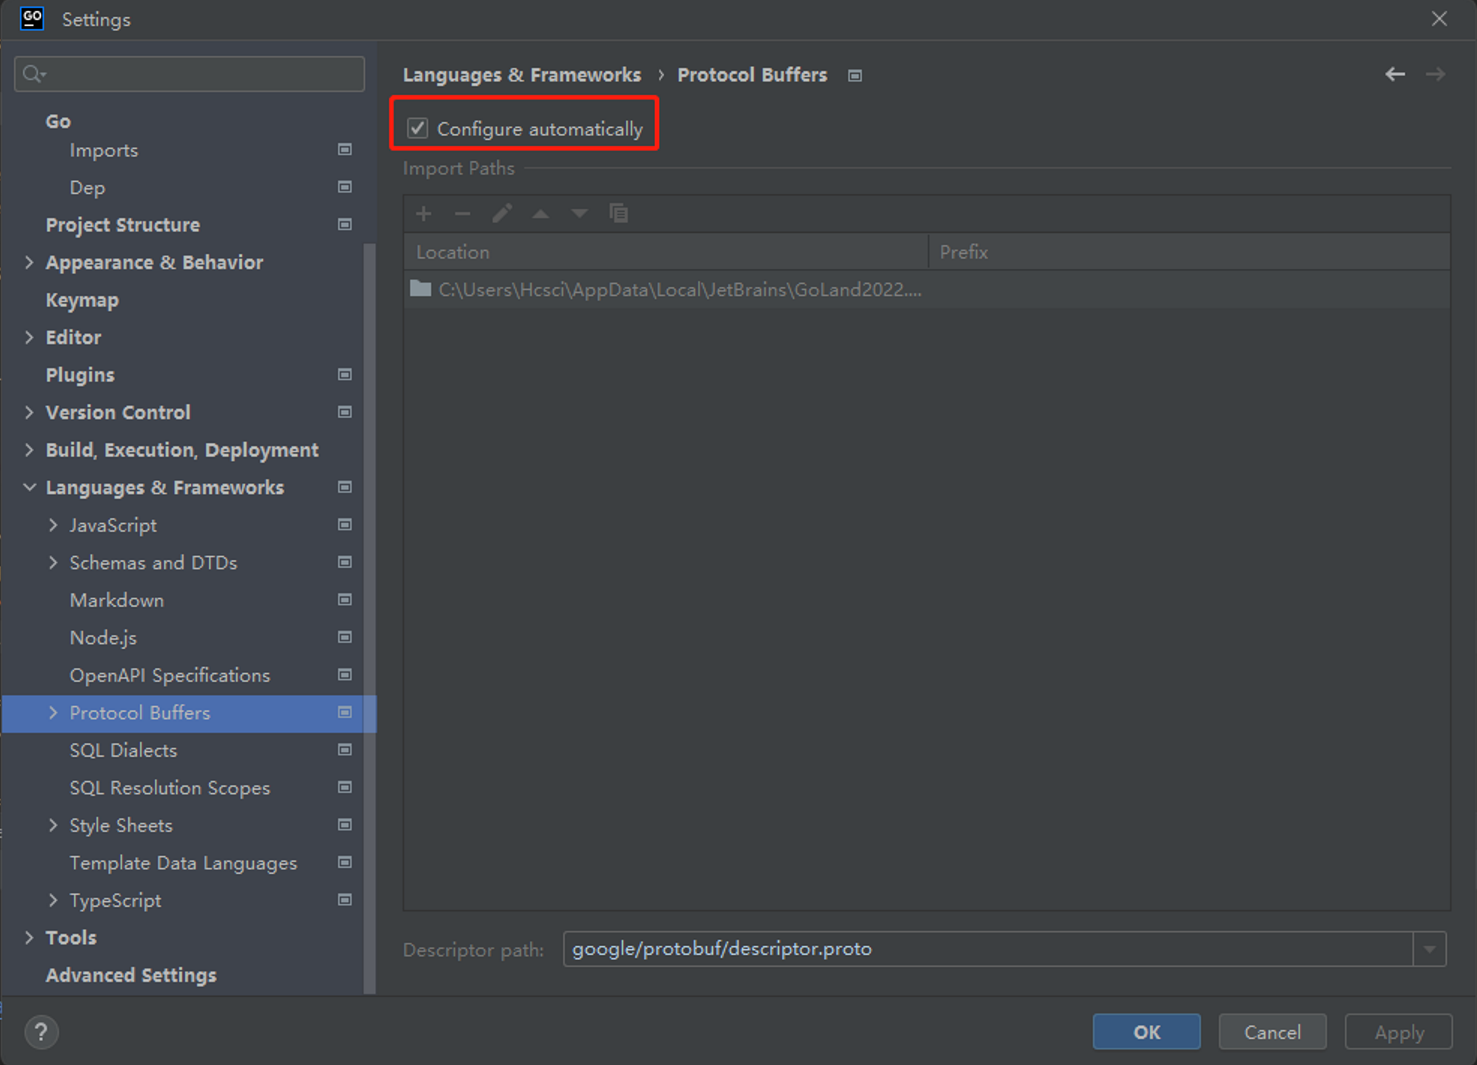 GO Settings
Languages & Frameworks › Protocol Buffers
Configure automatically
Import Paths
Location Prefix
C:\Users\Hcsci\AppData\Local\JetBrains\GoLand2022....
Descriptor path: google/protobuf/descriptor.proto
Go
Imports
Dep
Project Structure
Appearance & Behavior
Keymap
Editor
Plugins
Version Control
Build, Execution, Deployment
Languages & Frameworks
JavaScript
Schemas and DTDs
Markdown
Node.js
OpenAPI Specifications
Protocol Buffers
SQL Dialects
SQL Resolution Scopes
Style Sheets
Template Data Languages
TypeScript
Tools
Advanced Settings
? OK Cancel Apply